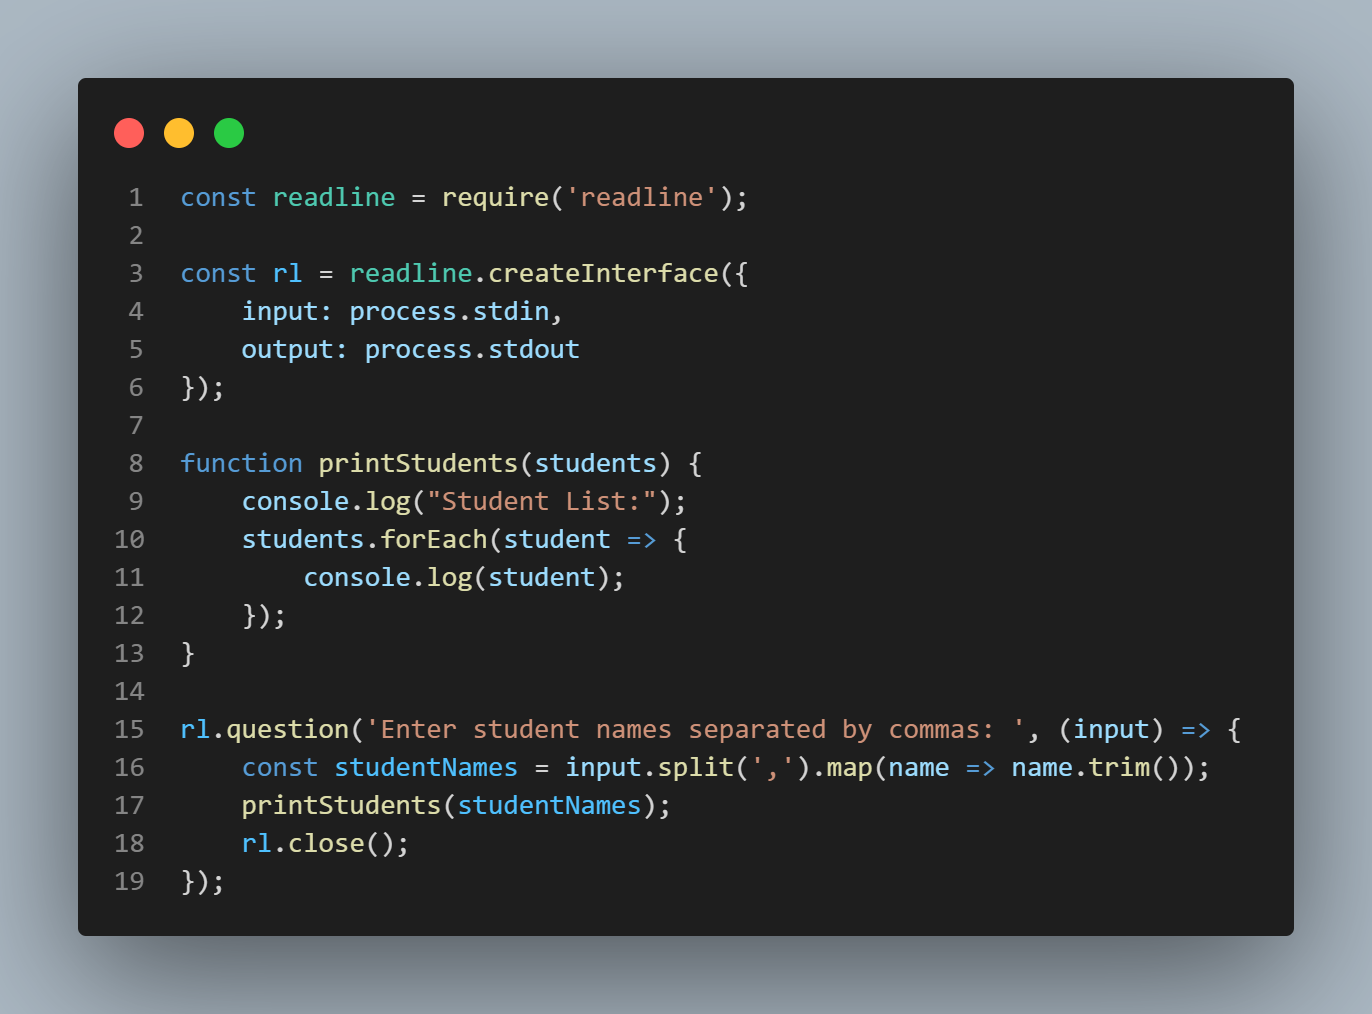 1 const readline = require('readline');
2
3 const rl = readline.createInterface({
4     input: process.stdin,
5     output: process.stdout
6 });
7
8 function printStudents(students) {
9     console.log("Student List:");
10     students.forEach(student => {
11         console.log(student);
12     });
13 }
14
15 rl.question('Enter student names separated by commas: ', (input) => {
16     const studentNames = input.split(',').map(name => name.trim());
17     printStudents(studentNames);
18     rl.close();
19 });